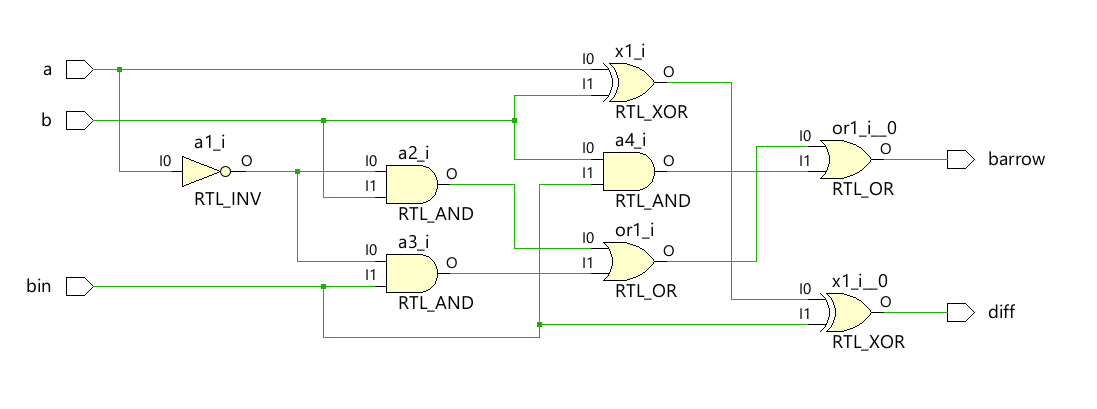 a
b
bin
a1_i
I0
O
RTL_INV
a2_i
I0
I1
O
RTL_AND
a3_i
I0
I1
O
RTL_AND
x1_i
I0
I1
O
RTL_XOR
a4_i
I0
I1
O
RTL_AND
or1_i
I0
I1
O
RTL_OR
or1_i__0
I0
I1
O
RTL_OR
x1_i__0
I0
I1
O
RTL_XOR
barrow
diff